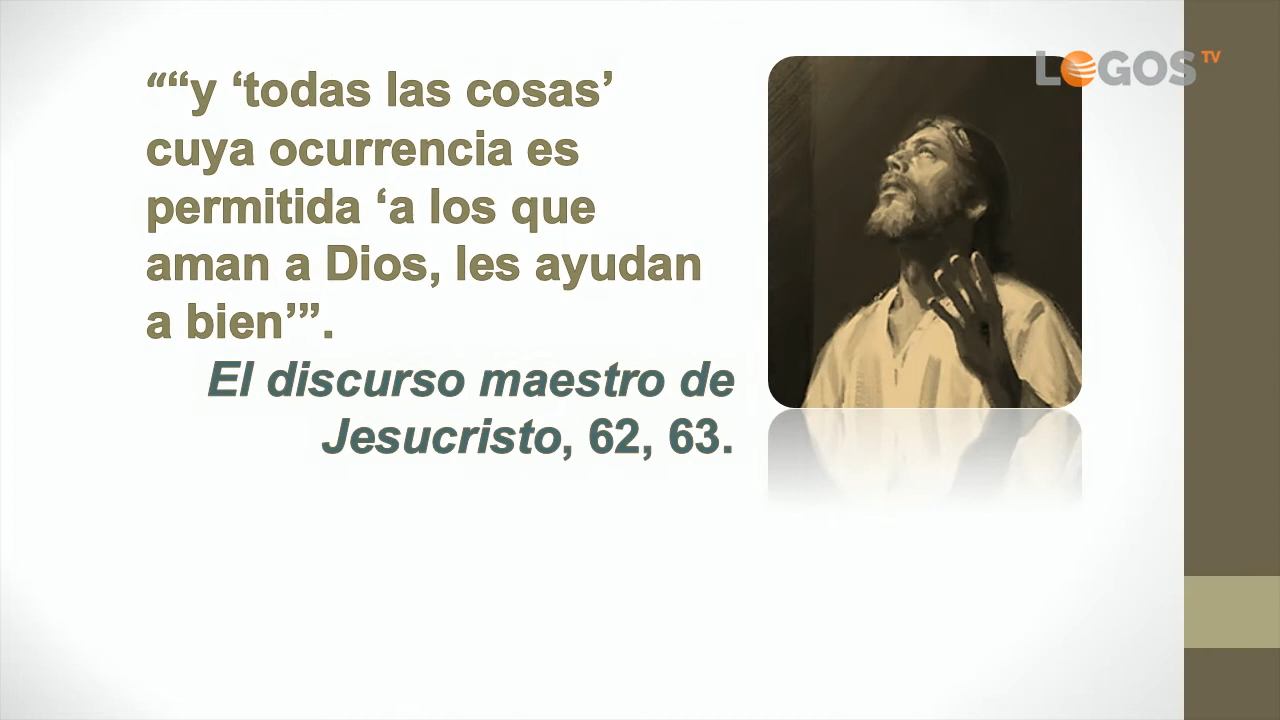 ““y ‘todas las cosas’
cuya ocurrencia es
permitida ‘a los que
aman a Dios, les ayudan
a bien’”.
El discurso maestro de
Jesucristo, 62, 63.
LOGOS TV